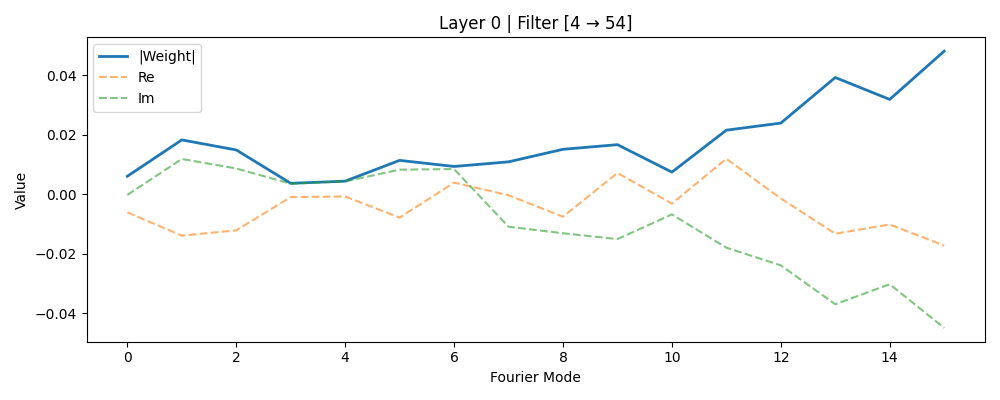 Layer 0 | Filter [4 → 54]
|Weight|
Re
Im
0.04
0.02
0.00
−0.02
−0.04
Value
0 2 4 6 8 10 12 14
Fourier Mode